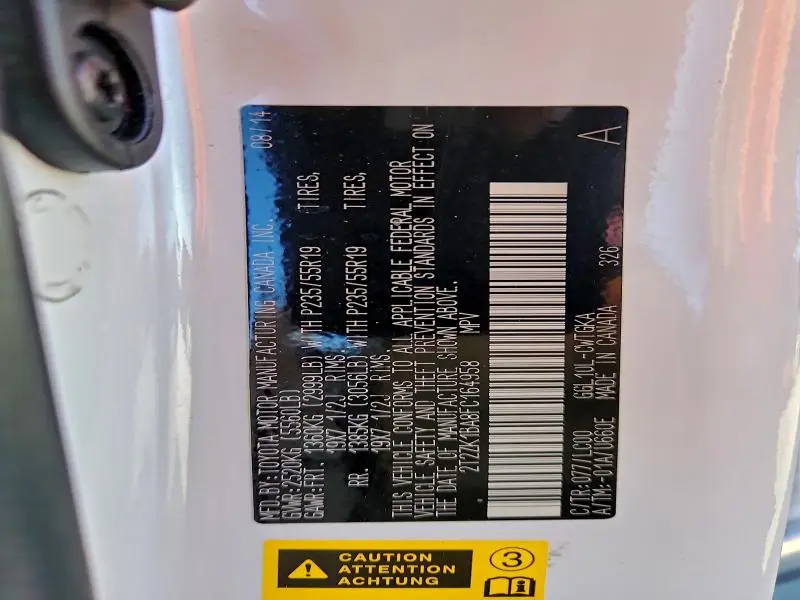 MFD.BY:TOYOTA MOTOR MANUFACTURING CANADA INC. 08/14
GVWR:2520KG(5560LB)
GAWR:FRT. 1360KG(2999LB)WITH P235/55R19 TIRES,
19X7 1/2J RIMS.
RR. 1385KG(3056LB)WITH P235/55R19 TIRES,
19X7 1/2J RIMS.
THIS VEHICLE CONFORMS TO ALL APPLICABLE FEDERAL MOTOR
VEHICLE SAFETY AND THEFT PREVENTION STANDARDS IN EFFECT ON
THE DATE OF MANUFACTURE SHOWN ABOVE.
2T2ZK1BA8FC164958 MPV
A
C/TR:077/LC00 GGL10L-CWTGKA 326
A/TM:-01A/U660E MADE IN CANADA
CAUTION
ATTENTION
ACHTUNG
3
i